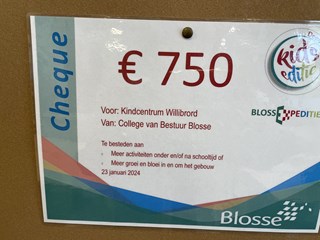 Cheque
€ 750
kids
editie
BLOSSEXPEDITIE
Voor: Kindcentrum Willibrord
Van: College van Bestuur Blosse
Te besteden aan
- Meer activiteiten onder en/of na schooltijd of
- Meer groei en bloei in en om het gebouw
23 januari 2024
Blosse